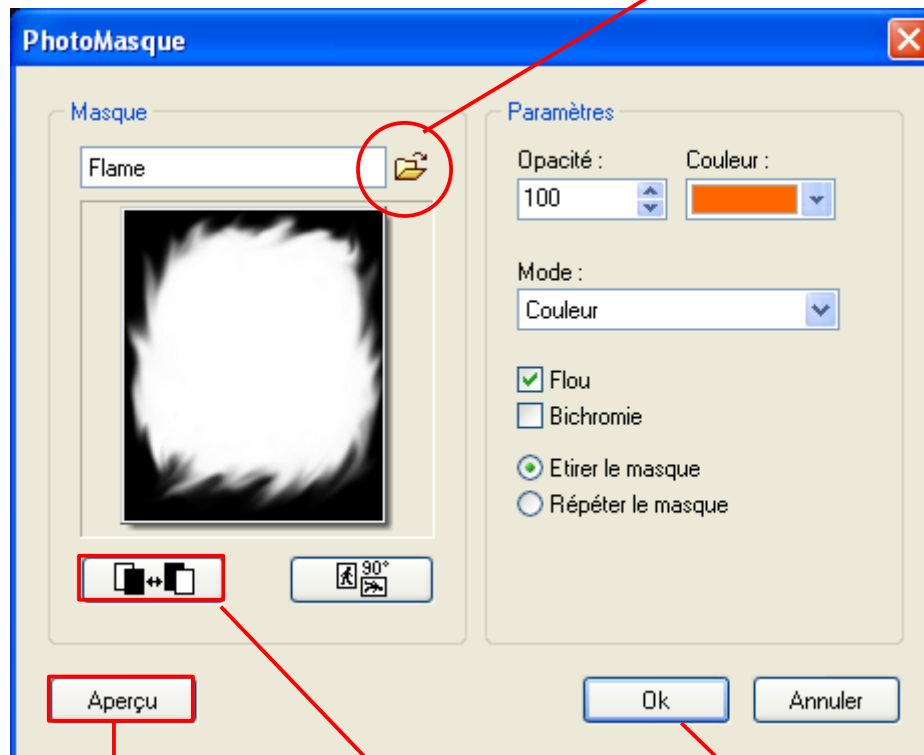 PhotoMasque
Masque
Flame
90°
Paramètres
Opacité :
Couleur :
100
Mode :
Couleur
Flou
Bichromie
Etirer le masque
Répéter le masque
Aperçu
Ok
Annuler